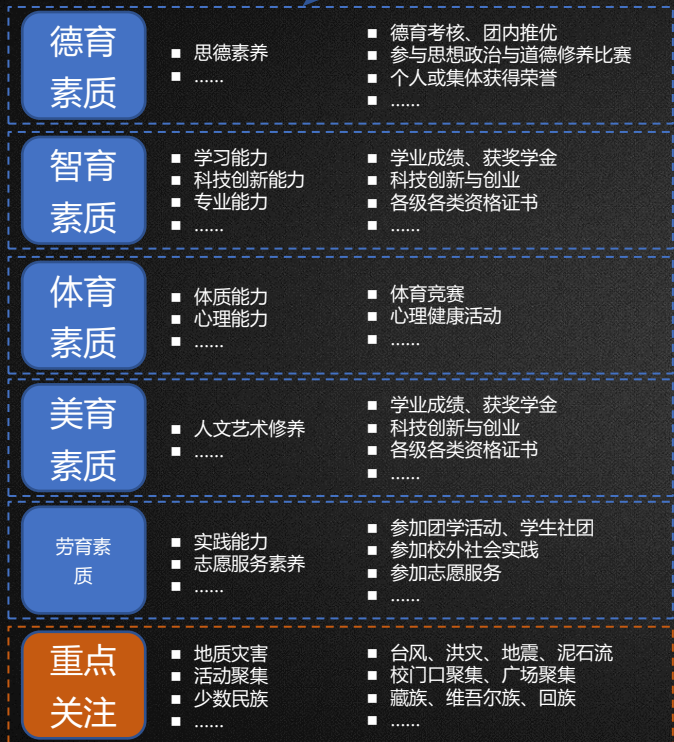 德育
素质
■ 思德素养
■ ......
■ 德育考核、团内推优
■ 参与思想政治与道德修养比赛
■ 个人或集体获得荣誉
■ ......
智育
素质
■ 学习能力
■ 科技创新能力
■ 专业能力
■ ......
■ 学业成绩、获奖学金
■ 科技创新与创业
■ 各级各类资格证书
■ ......
体育
素质
■ 体质能力
■ 心理能力
■ ......
■ 体育竞赛
■ 心理健康活动
■ ......
美育
素质
■ 人文艺术修养
■ ......
■ 学业成绩、获奖学金
■ 科技创新与创业
■ 各级各类资格证书
■ ......
劳育素
质
■ 实践能力
■ 志愿服务素养
■ ......
■ 参加团学活动、学生社团
■ 参加校外社会实践
■ 参加志愿服务
■ ......
重点
关注
■ 地质灾害
■ 活动聚集
■ 少数民族
■ ......
■ 台风、洪灾、地震、泥石流
■ 校门口聚集、广场聚集
■ 藏族、维吾尔族、回族
■ ......